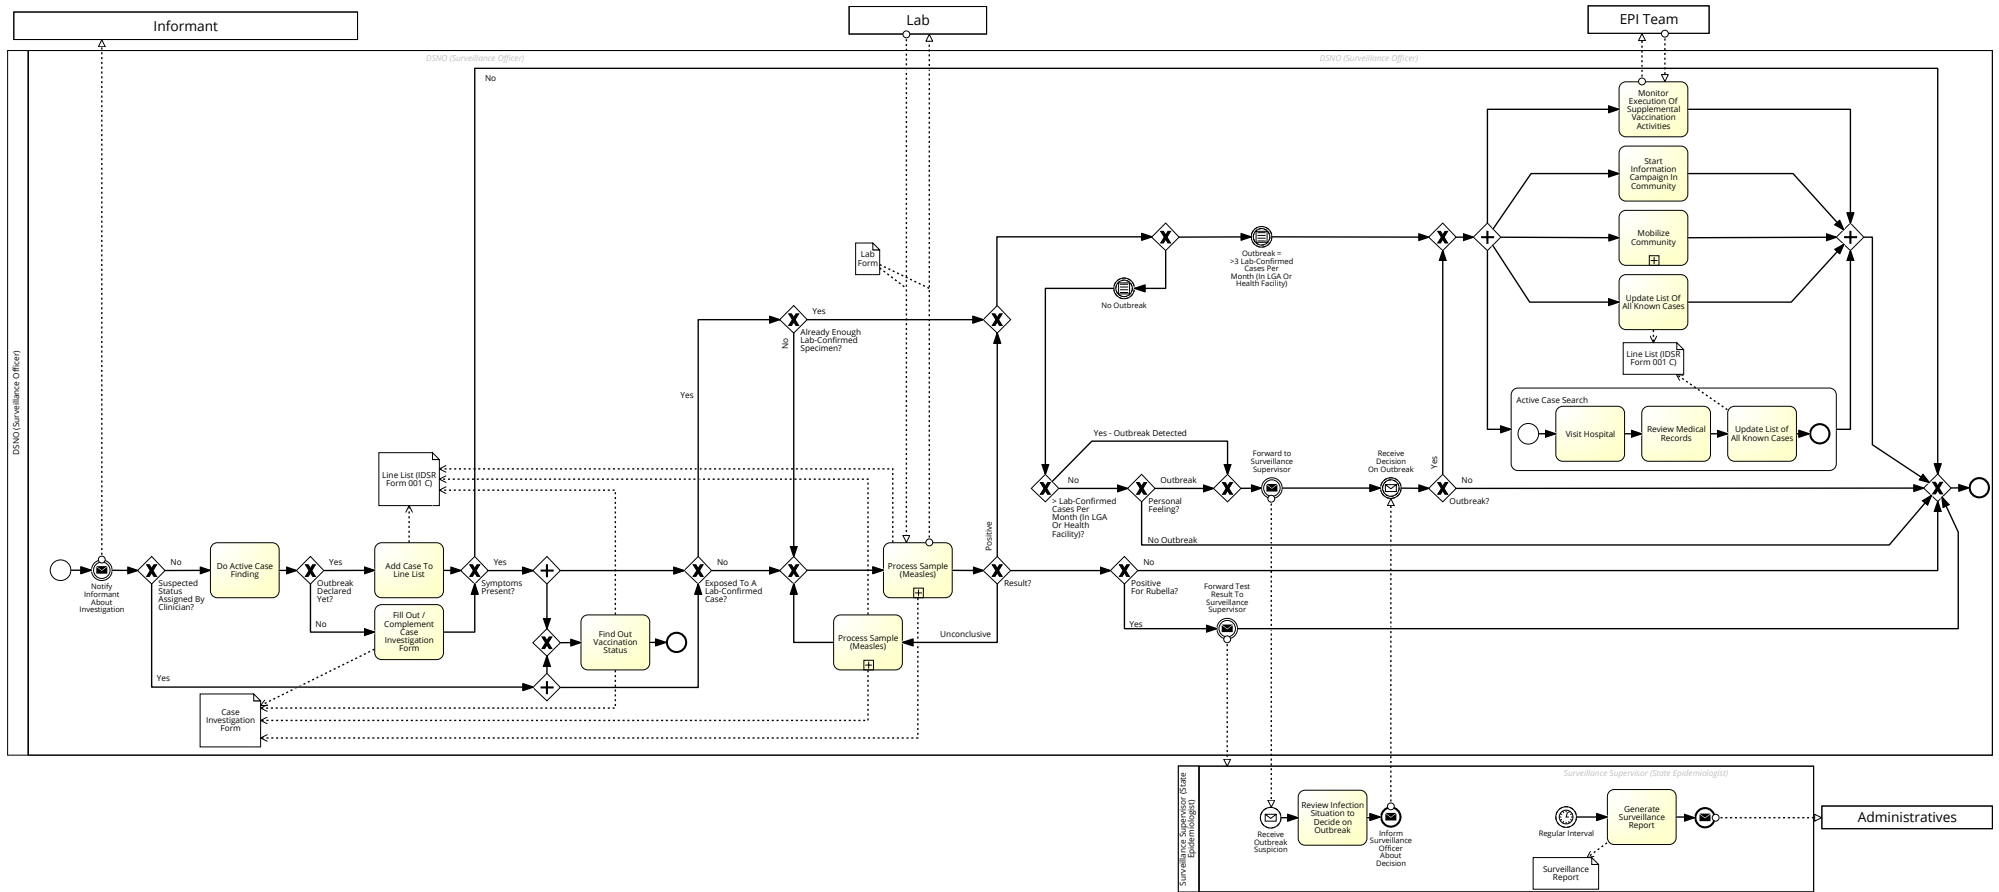 Informant
Lab
EPI Team
DSNO (Surveillance Officer)
DSNO (Surveillance Officer)
DSNO (Surveillance Officer)
No
Monitor
Execution Of
Supplemental
Vaccination
Activities
Start
Information
Campaign In
Community
Mobilize
Community
Update List Of
All Known Cases
Line List (IDSR
Form 001 C)
Active Case Search
Visit Hospital
Review Medical
Records
Update List of
All Known Cases
Lab
Form
Outbreak =
>3 Lab-Confirmed
Cases Per
Month (In LGA Or
Health Facility)
No Outbreak
Yes
Already Enough
Lab-Confirmed
Specimen?
No
Yes
Yes - Outbreak Detected
No
> Lab-Confirmed
Cases Per
Month (In LGA
Or Health
Facility)?
Outbreak
Personal
Feeling?
No Outbreak
Forward to
Surveillance
Supervisor
Receive
Decision
On Outbreak
Yes
No
Outbreak?
Line List (IDSR
Form 001 C)
Notify
Informant
About
Investigation
No
Suspected
Status
Assigned By
Clinician?
Yes
Do Active Case
Finding
Yes
Outbreak
Declared
Yet?
No
Add Case To
Line List
Fill Out /
Complement
Case
Investigation
Form
Yes
Symptoms
Present?
Find Out
Vaccination
Status
No
Exposed To A
Lab-Confirmed
Case?
Process Sample
(Measles)
Process Sample
(Measles)
Positive
Result?
Unconclusive
No
Positive
For Rubella?
Yes
Forward Test
Result To
Surveillance
Supervisor
Case
Investigation
Form
Surveillance Supervisor (State
Epidemiologist)
Surveillance Supervisor (State Epidemiologist)
Receive
Outbreak
Suspicion
Review Infection
Situation to
Decide on
Outbreak
Inform
Surveillance
Officer
About
Decision
Regular Interval
Generate
Surveillance
Report
Surveillance
Report
Administratives